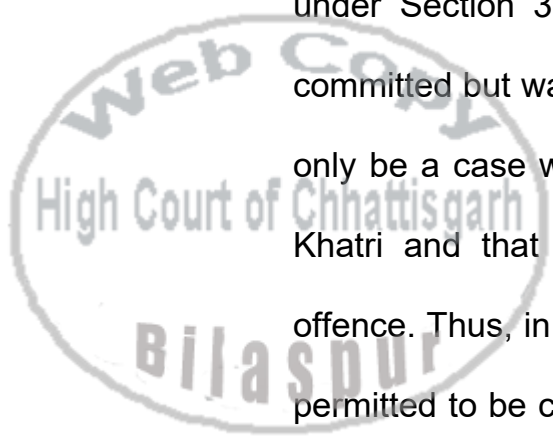 under Section 3
Web Copy
committed but wa
only be a case w
High Court of Chhattisgarh
Khatri and that
offence. Thus, in
Bilaspur
permitted to be c